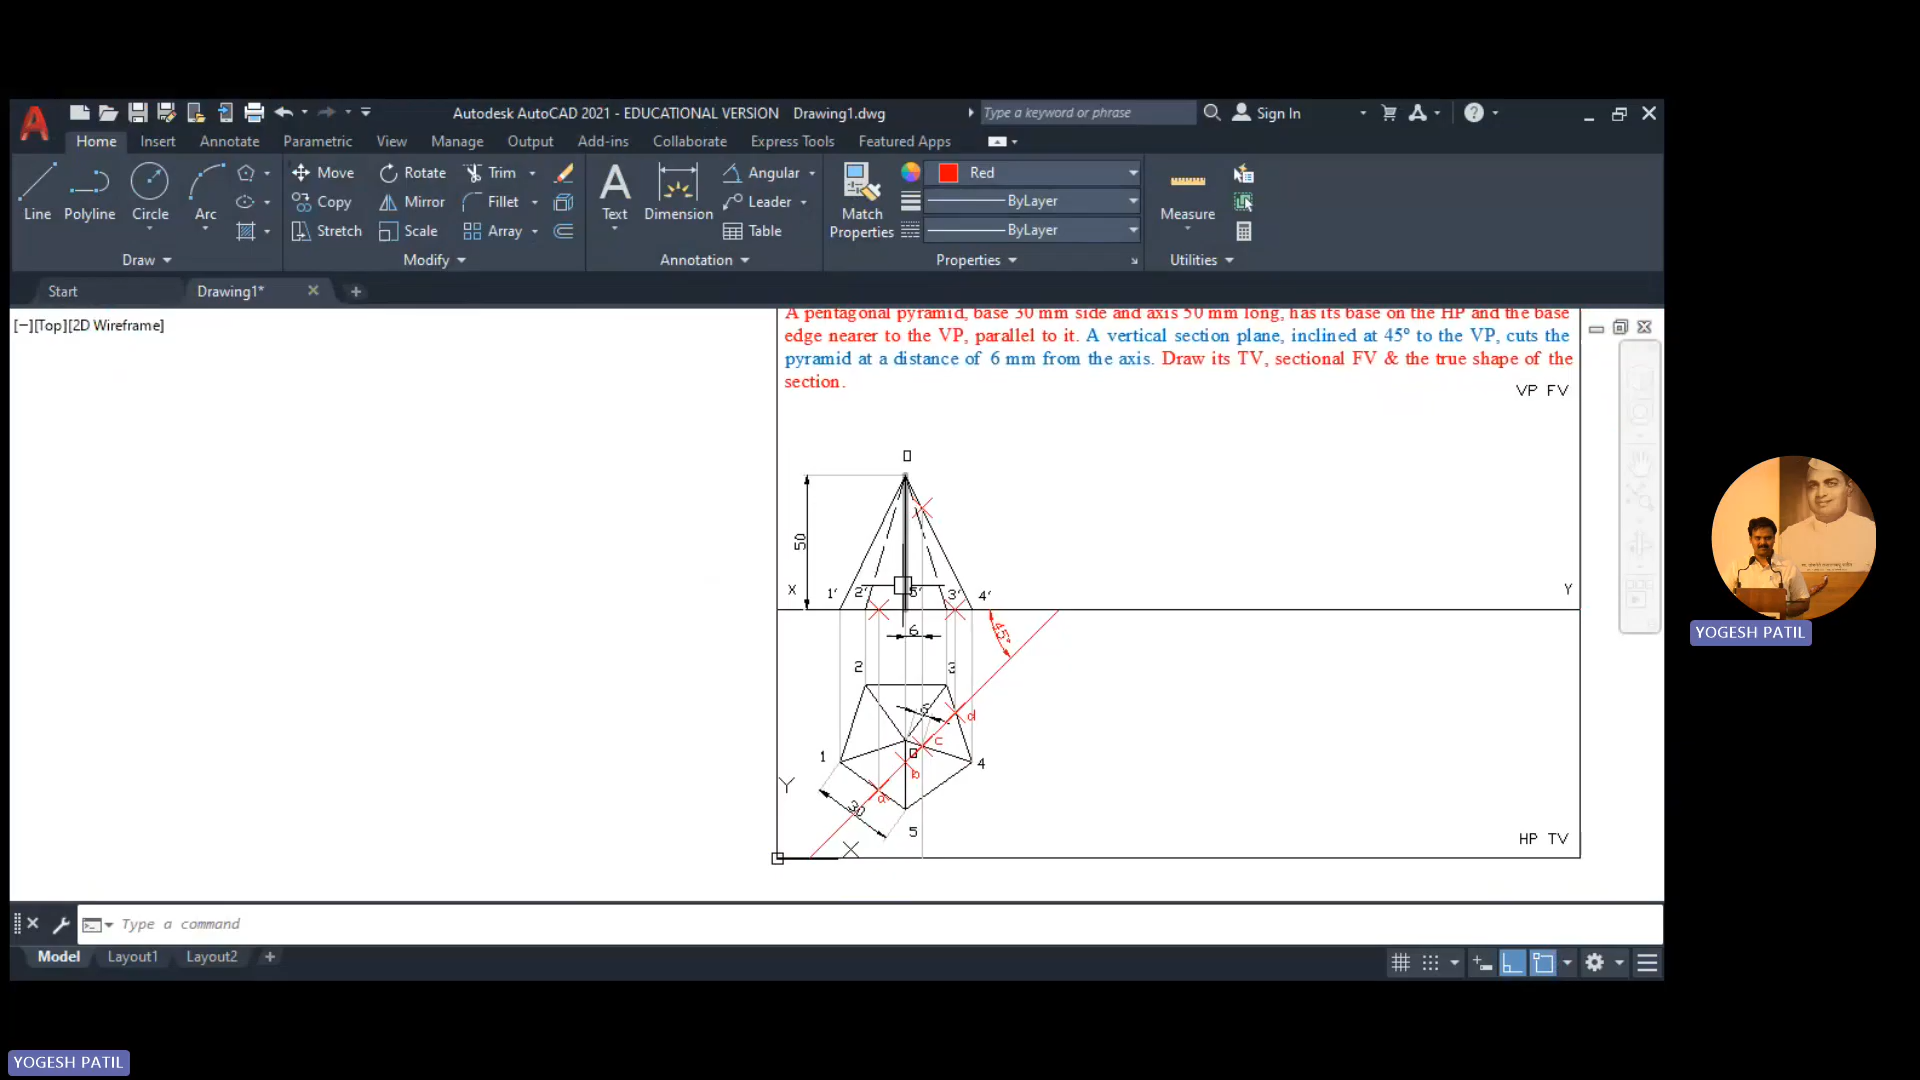 Autodesk AutoCAD 2021 - EDUCATIONAL VERSION Drawing1.dwg
Type a keyword or phrase
Sign In
Home Insert Annotate Parametric View Manage Output Add-ins Collaborate Express Tools Featured Apps
Line Polyline Circle Arc
Move Rotate Trim
Copy Mirror Fillet
Stretch Scale Array
Text Dimension
Angular
Leader
Table
Match Properties
Red
ByLayer
ByLayer
Measure
Draw Modify Annotation Properties Utilities
Start Drawing1*
[−][Top][2D Wireframe]
A pentagonal pyramid, base 30 mm side and axis 50 mm long, has its base on the HP and the base
edge nearer to the VP, parallel to it. A vertical section plane, inclined at 45° to the VP, cuts the
pyramid at a distance of 6 mm from the axis. Draw its TV, sectional FV & the true shape of the
section.
VP FV
O
50
X 1' 2' 5' 3' 4' Y
6
45°
2 3
6
d
c
1 O 4
b
a
30
5
Y
X
HP TV
Type a command
Model Layout1 Layout2
YOGESH PATIL
YOGESH PATIL